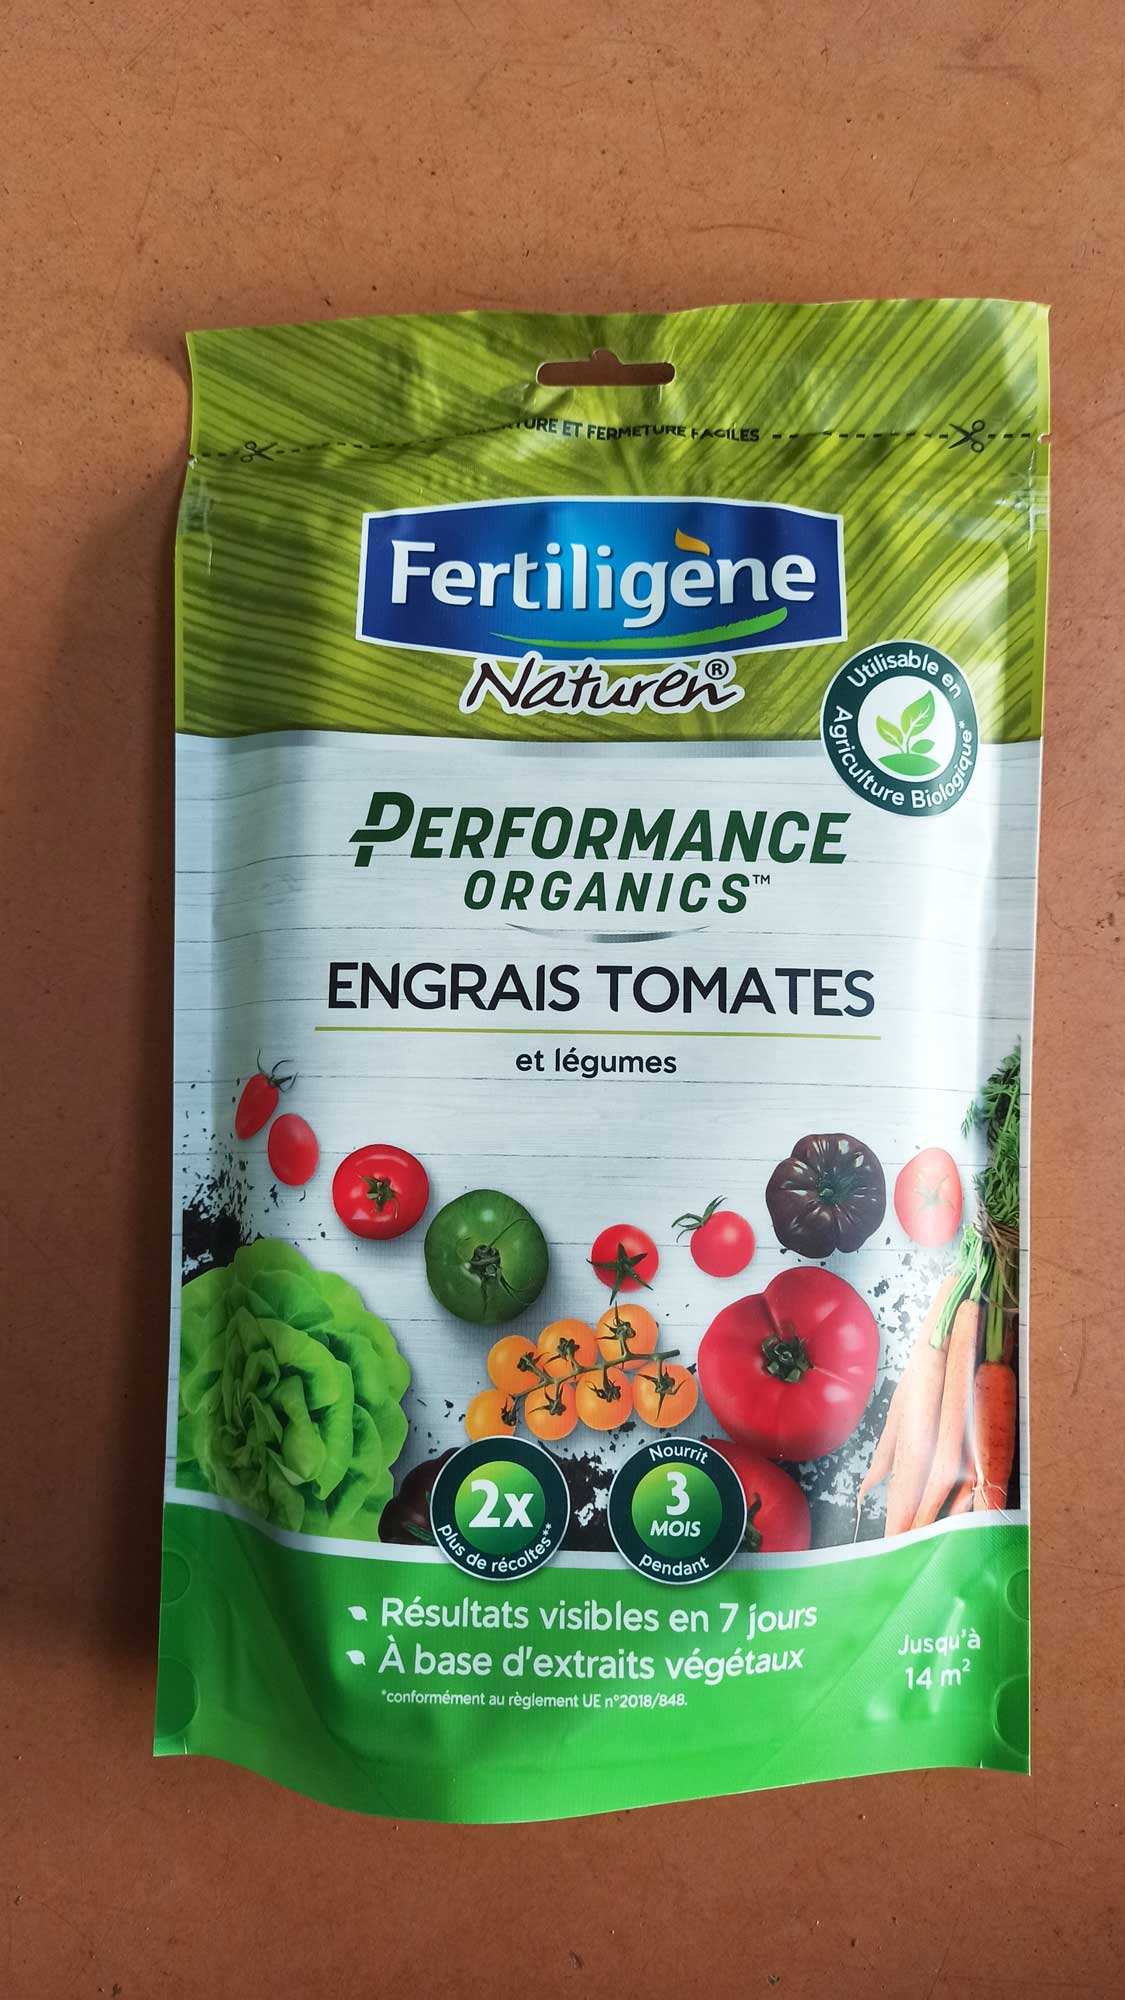 ET FERMETURE FACILES
Fertiligène
Naturen®
Utilisable en
Agriculture Biologique*
PERFORMANCE
ORGANICS™
ENGRAIS TOMATES
et légumes
2x
plus de récoltes**
Nourrit
3
MOIS
pendant
Résultats visibles en 7 jours
À base d'extraits végétaux
*conformément au règlement UE n°2018/848.
Jusqu'à
14 m²